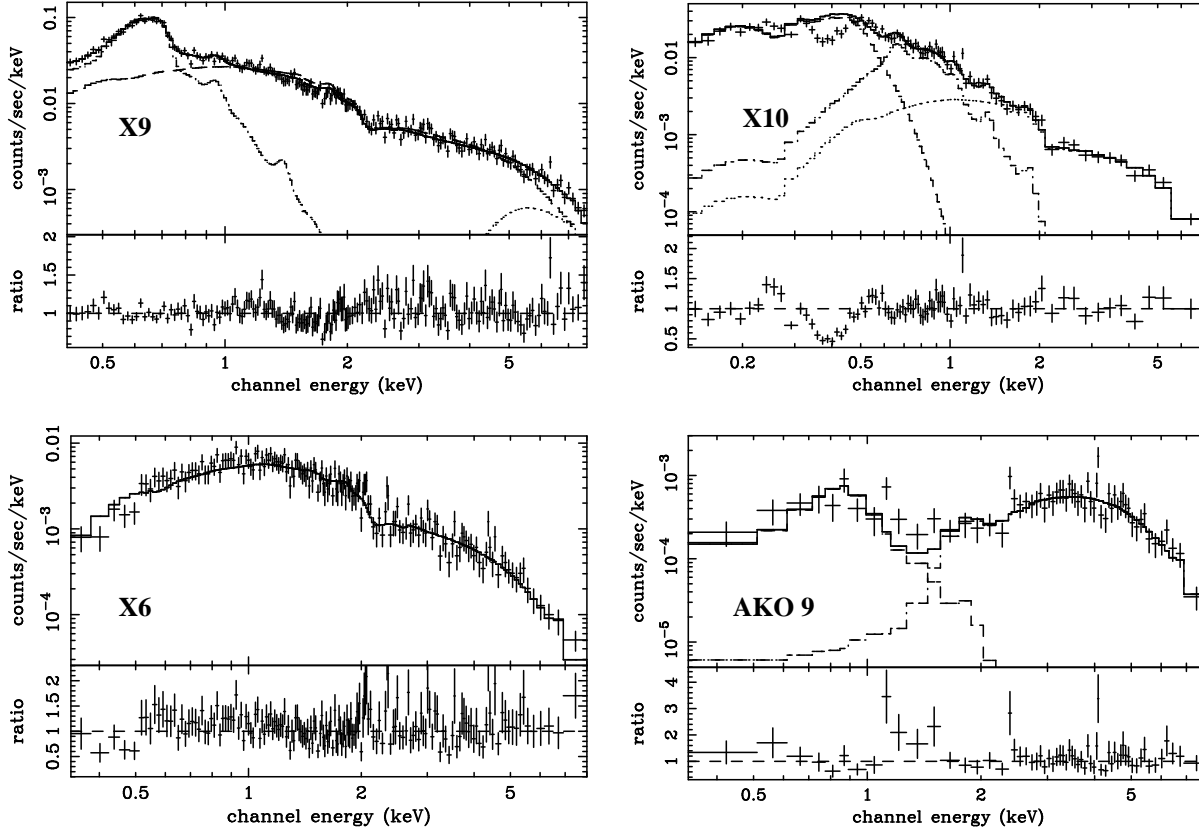 counts/sec/keV
0.1
0.01
10⁻³
X9
ratio
2
1.5
1
0.5
0.5
1
2
5
channel energy (keV)
counts/sec/keV
0.01
10⁻³
10⁻⁴
X10
ratio
2
1.5
1
0.5
0.2
0.5
1
2
5
channel energy (keV)
counts/sec/keV
0.01
10⁻³
10⁻⁴
X6
ratio
2
1.5
1
0.5
0.5
1
2
5
channel energy (keV)
counts/sec/keV
10⁻³
10⁻⁴
10⁻⁵
AKO 9
ratio
4
3
2
1
0.5
1
2
5
channel energy (keV)